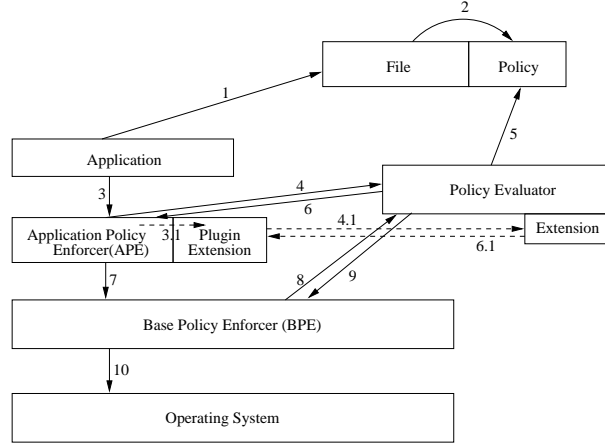 2
File
Policy
1
5
Application
3
4
Policy Evaluator
6
4.1
Application Policy
Enforcer(APE)
3.1
Plugin
Extension
Extension
6.1
7
8
9
Base Policy Enforcer (BPE)
10
Operating System